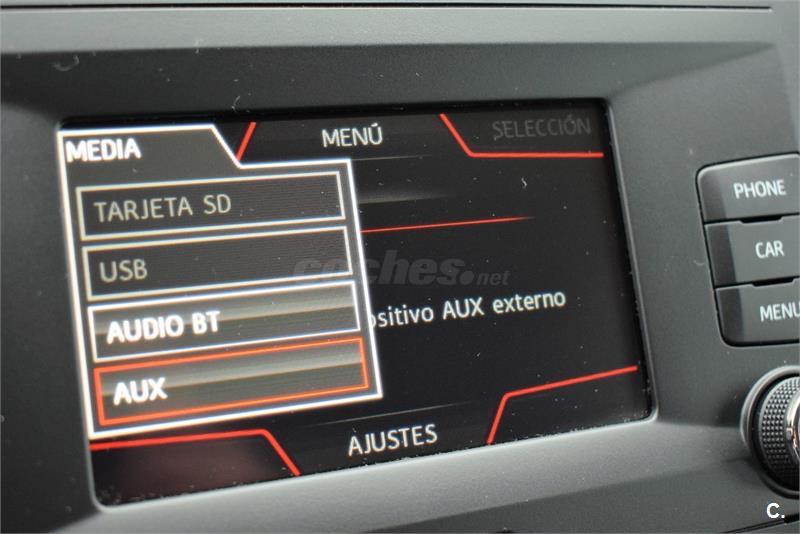 MEDIA
MENÚ
SELECCIÓN
TARJETA SD
USB
AUDIO BT
AUX
AUX externo
AJUSTES
PHONE
CAR
MENU
coches.net
C.